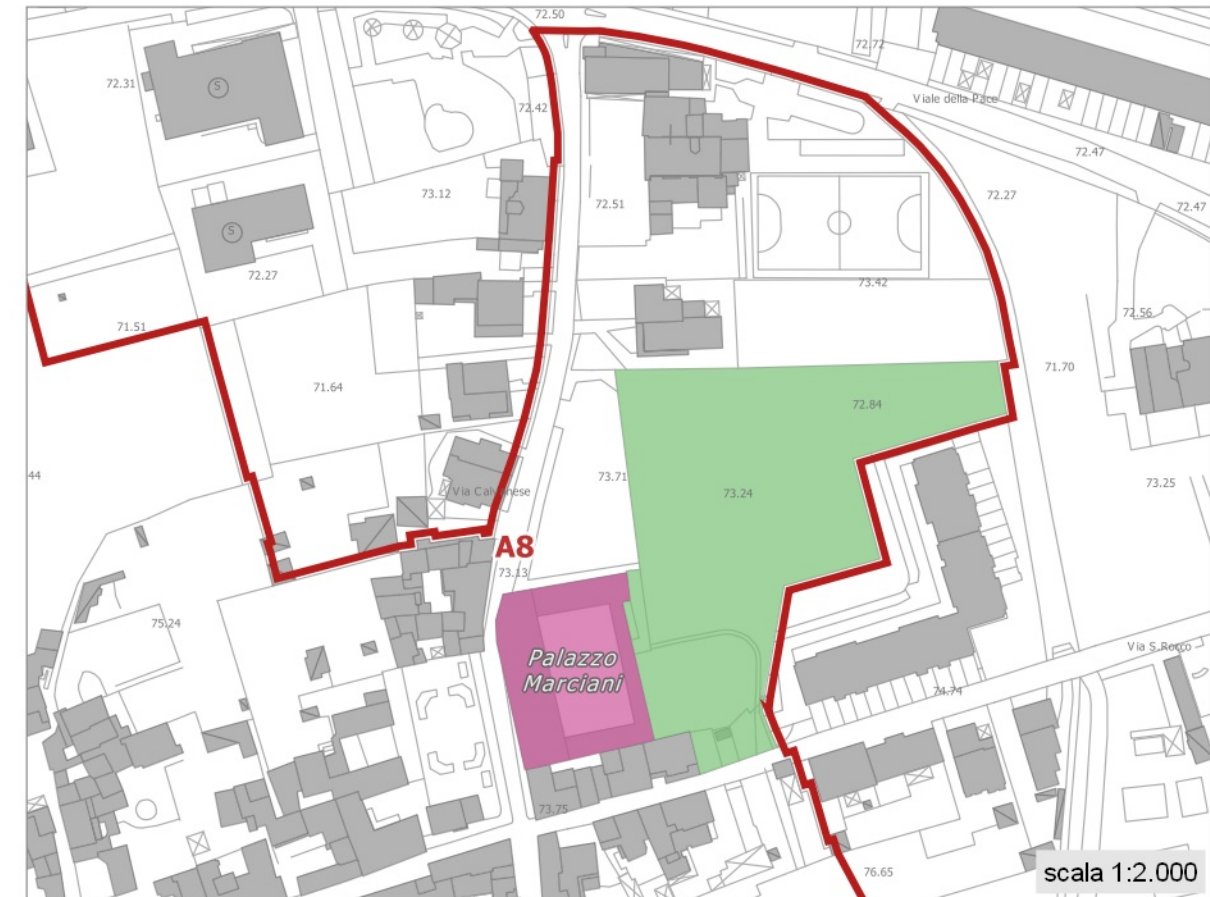 72.50
72.72
72.31
S
72.42
Viale della Pace
72.47
73.12
72.51
72.27
72.47
S
72.27
73.42
72.56
71.51
71.70
71.64
72.84
44
73.71
73.24
73.25
Via Calvanese
A8
73.13
75.24
Palazzo
Marciani
Via S.Rocco
74.74
73.75
76.65
scala 1:2.000